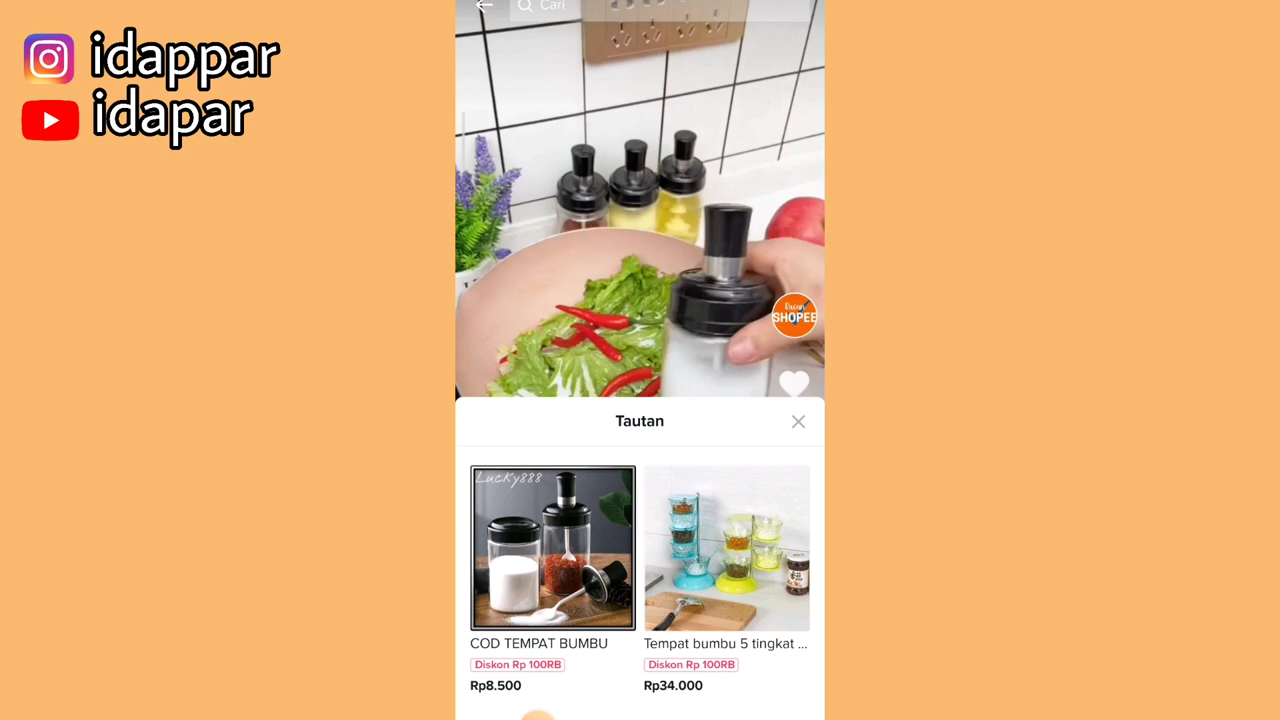 idappar
idapar
Cari
SHOPEE
Tautan
Lucky888
COD TEMPAT BUMBU
Tempat bumbu 5 tingkat ...
Diskon Rp 100RB
Diskon Rp 100RB
Rp8.500
Rp34.000